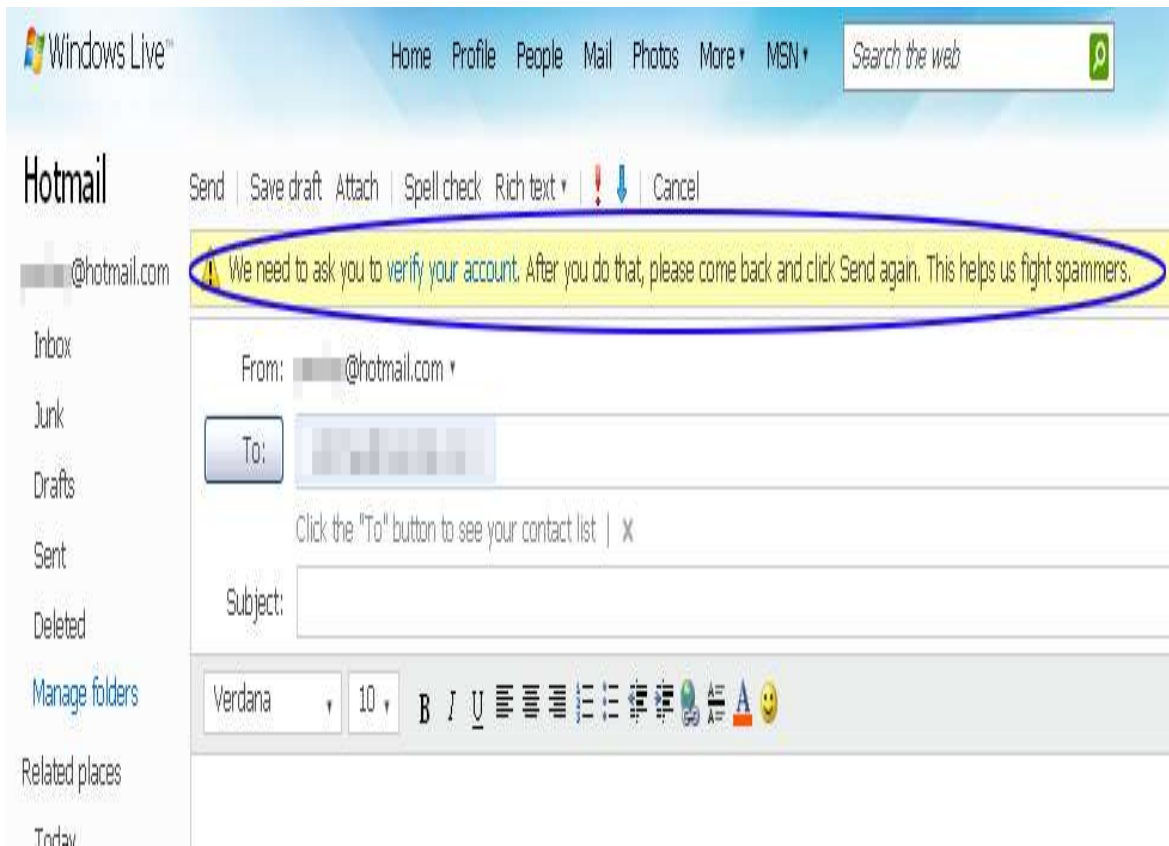 Windows Live™
Home Profile People Mail Photos More MSN Search the web
Hotmail
Send | Save draft Attach | Spell check Rich text | Cancel
@hotmail.com
We need to ask you to verify your account. After you do that, please come back and click Send again. This helps us fight spammers.
Inbox
Junk
Drafts
Sent
Deleted
Manage folders
Related places
Today
From: @hotmail.com
To:
Click the "To" button to see your contact list | X
Subject:
Verdana 10 B I U A